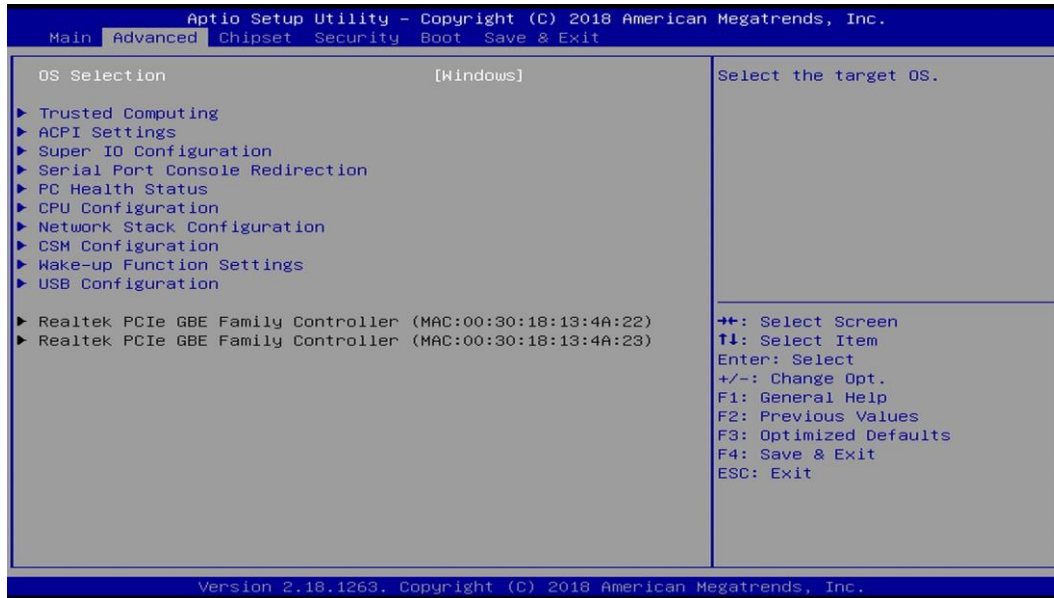 Aptio Setup Utility – Copyright (C) 2018 American Megatrends, Inc.
Main Advanced Chipset Security Boot Save & Exit
OS Selection [Windows]
▶ Trusted Computing
▶ ACPI Settings
▶ Super IO Configuration
▶ Serial Port Console Redirection
▶ PC Health Status
▶ CPU Configuration
▶ Network Stack Configuration
▶ CSM Configuration
▶ Wake-up Function Settings
▶ USB Configuration
▶ Realtek PCIe GBE Family Controller (MAC:00:30:18:13:4A:22)
▶ Realtek PCIe GBE Family Controller (MAC:00:30:18:13:4A:23)
Select the target OS.
→←: Select Screen
↑↓: Select Item
Enter: Select
+/-: Change Opt.
F1: General Help
F2: Previous Values
F3: Optimized Defaults
F4: Save & Exit
ESC: Exit
Version 2.18.1263. Copyright (C) 2018 American Megatrends, Inc.